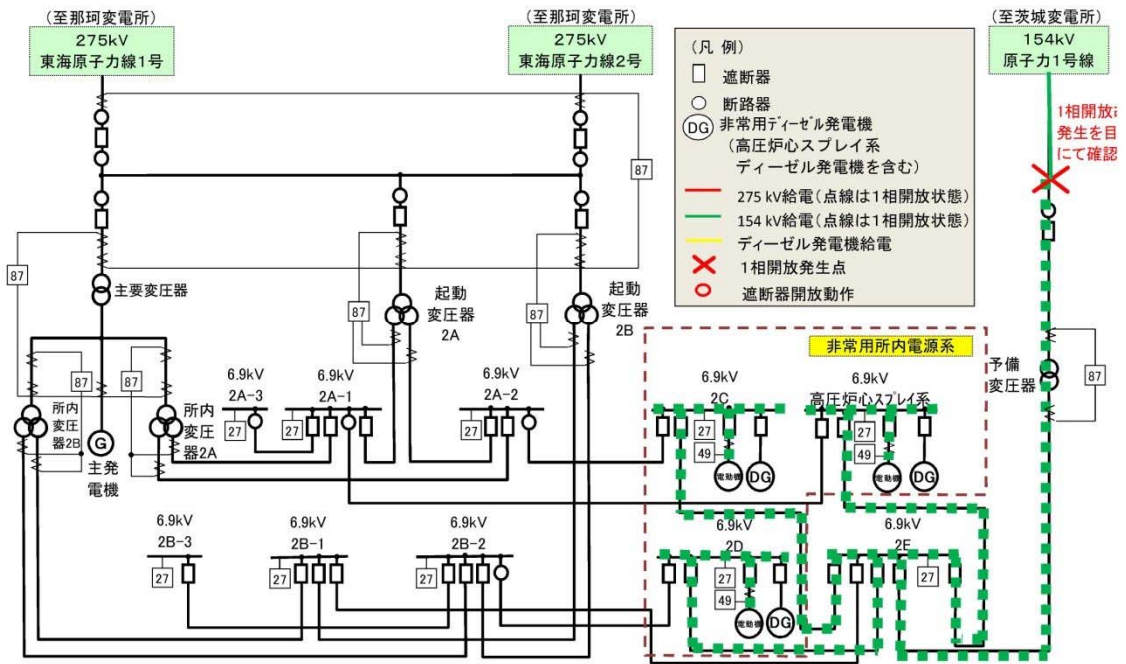 (至那珂変電所)
275kV
東海原子力線1号
(至那珂変電所)
275kV
東海原子力線2号
(凡 例)
遮断器
断路器
DG
非常用ディーゼル発電機
(高圧炉心スプレイ系
ディーゼル発電機を含む)
275 kV給電(点線は1相開放状態)
154 kV給電(点線は1相開放状態)
ディーゼル発電機給電
1相開放発生点
遮断器開放動作
(至茨城変電所)
154kV
原子力1号線
1相開放
発生を目
にて確認
87
87
主要変圧器
87
起動
変圧器
2A
87
起動
変圧器
2B
87
87
所内
変圧
器2B
G
主発
電機
所内
変圧
器2A
6.9kV
2A-3
27
6.9kV
2A-1
27
6.9kV
2A-2
27
非常用所内電源系
6.9kV
2C
27
49
電動機
DG
6.9kV
高圧炉心スプレイ系
27
49
電動機
DG
予備
変圧器
87
6.9kV
2B-3
27
6.9kV
2B-1
27
6.9kV
2B-2
27
6.9kV
2D
27
49
電動機
DG
6.9kV
2E
27